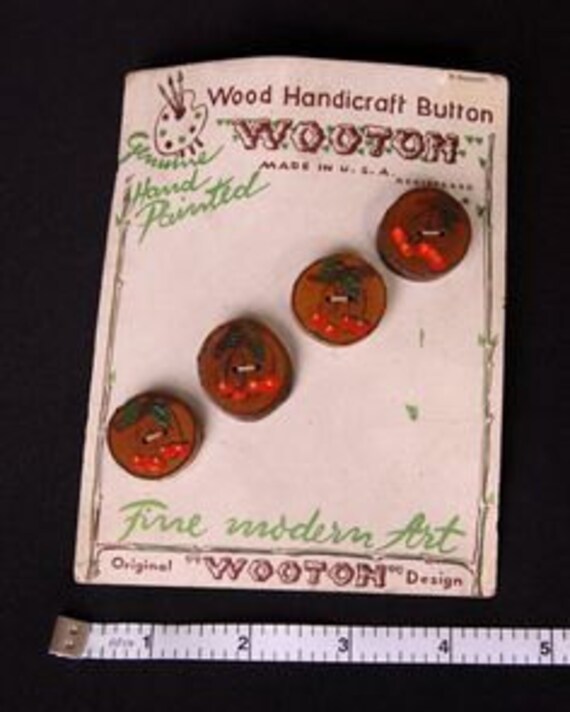 Wood Handicraft Button
"WOOTON"
MADE IN U.S.A.
REGISTERED
Genuine
Hand
Painted
Fine modern Art
Original "WOOTON" Design
1 2 3 4 5